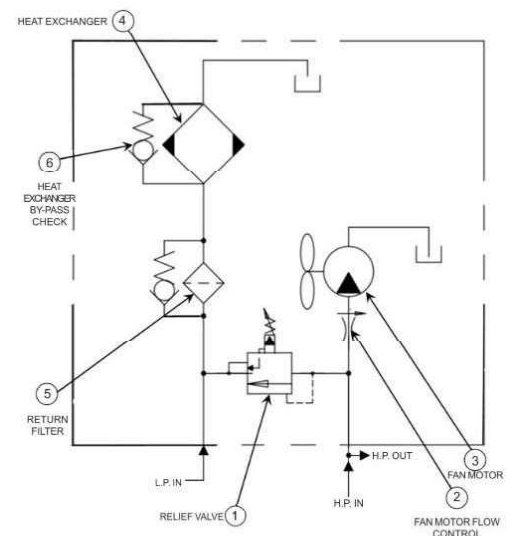 HEAT EXCHANGER 4
6
HEAT
EXCHANGER
BY-PASS
CHECK
5
RETURN
FILTER
L.P. IN
RELIEF VALVE 1
H.P. OUT
H.P. IN
3
FAN MOTOR
2
FAN MOTOR FLOW
CONTROL